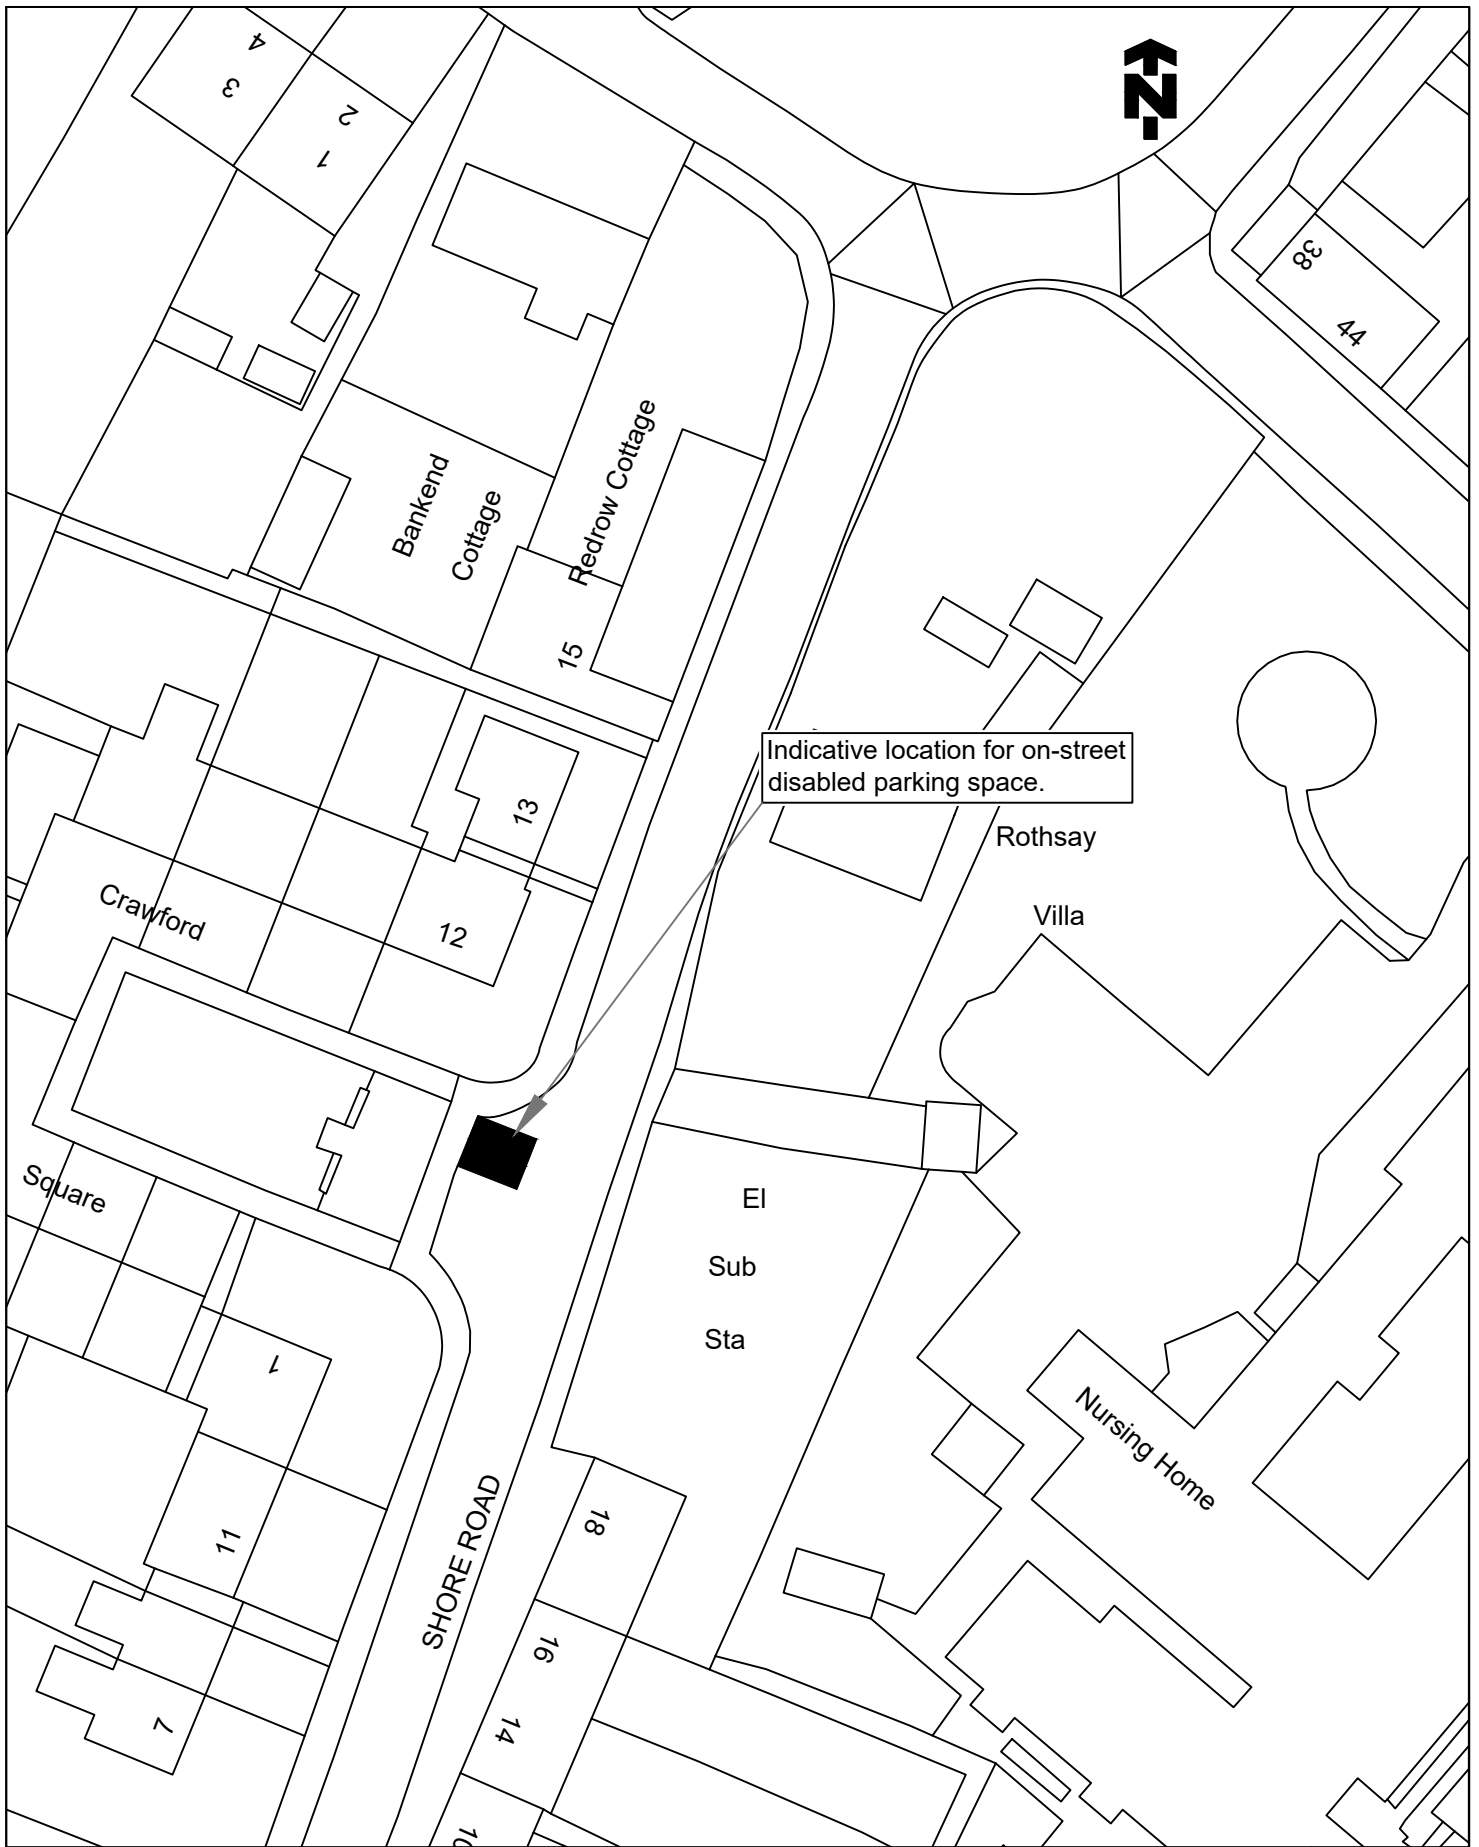 4
3
2
1
N
38
44
Bankend
Cottage
Redrow Cottage
15
Indicative location for on-street
disabled parking space.
13
Rothsay
Villa
Crawford
12
Square
El
Sub
Sta
1
Nursing Home
11
SHORE ROAD
18
16
14
7
10